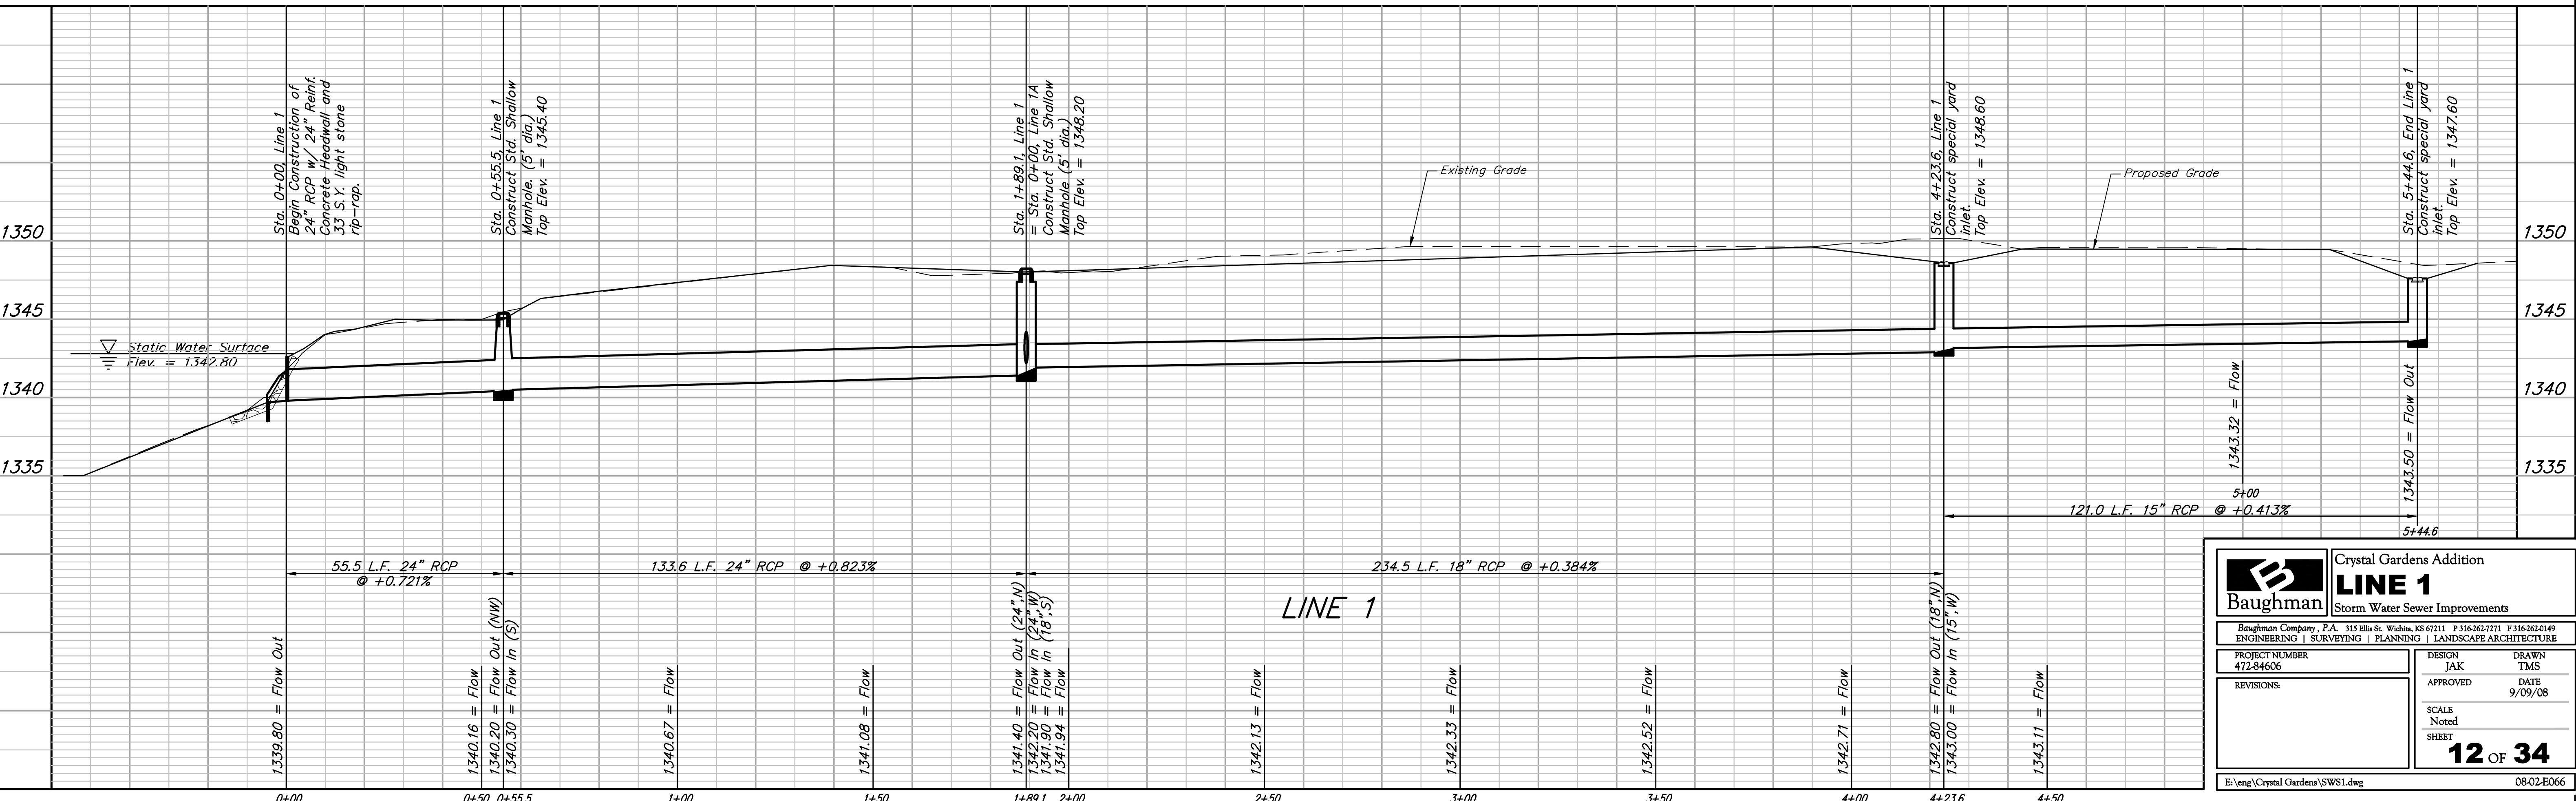 Sta. 0+00, Line 1
Begin Construction of
24" RCP w/ 24" Reinf.
Concrete Headwall and
33 S.Y. light stone
rip-rap.
Sta. 0+55.5, Line 1
Construct Std. Shallow
Manhole. (5' dia.)
Top Elev. = 1345.40
Sta. 1+89.1, Line 1
= Sta. 0+00, Line 1A
Construct Std. Shallow
Manhole (5' dia.)
Top Elev. = 1348.20
Sta. 4+23.6, Line 1
Construct special yard
inlet.
Top Elev. = 1348.60
Sta. 5+44.6, End Line 1
Construct special yard
inlet.
Top Elev. = 1347.60
Existing Grade
Proposed Grade
1350
1350
1345
1345
Static Water Surface
Elev. = 1342.80
1340
1340
1335
1335
1343.32 = Flow
5+00
1343.50 = Flow Out
5+44.6
121.0 L.F. 15" RCP @ +0.413%
55.5 L.F. 24" RCP
@ +0.721%
133.6 L.F. 24" RCP @ +0.823%
234.5 L.F. 18" RCP @ +0.384%
LINE 1
1339.80 = Flow Out
1340.16 = Flow
1340.20 = Flow Out (NW)
1340.30 = Flow In (S)
1340.67 = Flow
1341.08 = Flow
1341.40 = Flow Out (24",N)
1342.20 = Flow In (24",W)
1341.90 = Flow In (18",S)
1341.94 = Flow
1342.13 = Flow
1342.33 = Flow
1342.52 = Flow
1342.71 = Flow
1342.80 = Flow Out (18",N)
1343.00 = Flow In (15",W)
1343.11 = Flow
0+00
0+50
0+55.5
1+00
1+50
1+89.1
2+00
2+50
3+00
3+50
4+00
4+23.6
4+50
Baughman
Crystal Gardens Addition
LINE 1
Storm Water Sewer Improvements
Baughman Company, P.A. 315 Ellis St. Wichita, KS 67211 P 316-262-7271 F 316-262-0149
ENGINEERING | SURVEYING | PLANNING | LANDSCAPE ARCHITECTURE
PROJECT NUMBER
472-84606
DESIGN
JAK
DRAWN
TMS
REVISIONS:
APPROVED
DATE
9/09/08
SCALE
Noted
SHEET
12 OF 34
E:\eng\Crystal Gardens\SWS1.dwg
08-02-E066